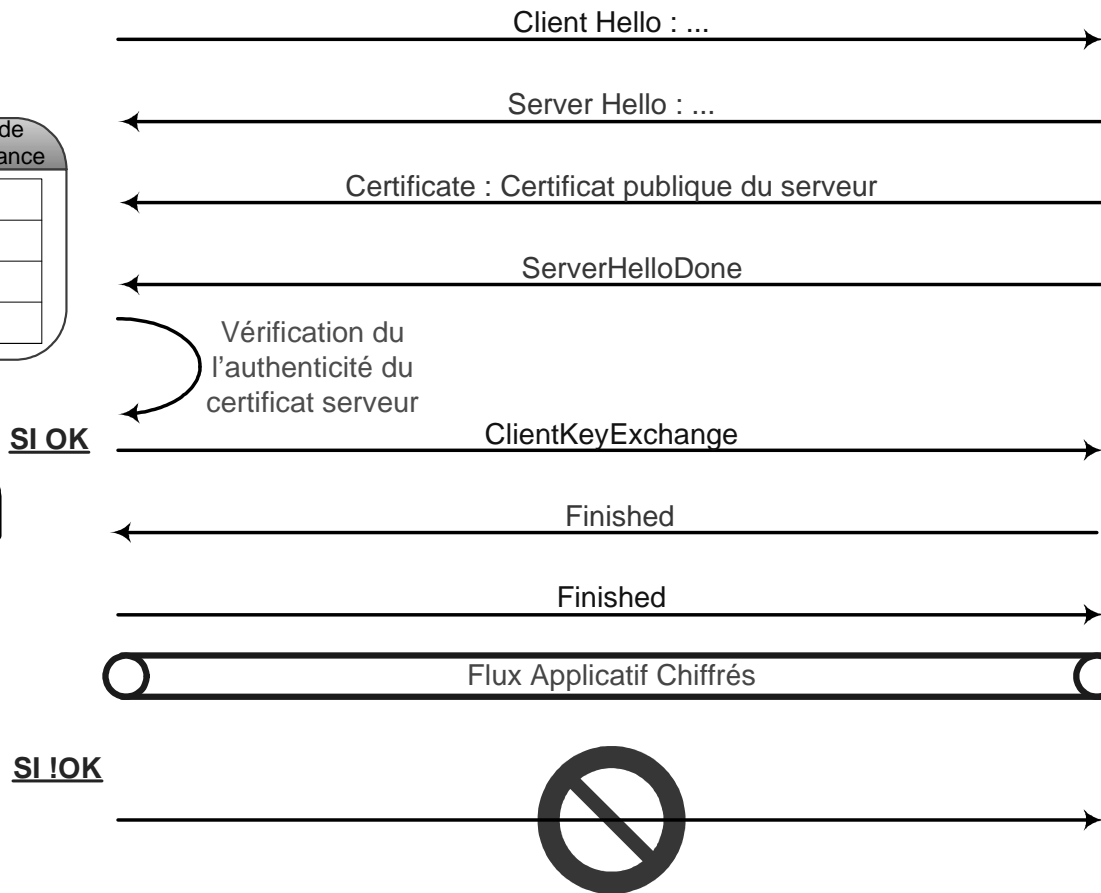 Client Hello : ...
Server Hello : ...
de
Certificate : Certificat publique du serveur
ServerHelloDone
Vérification du
l'authenticité du
certificat serveur
SI OK
ClientKeyExchange
Finished
Finished
Flux Applicatif Chiffrés
SI !OK